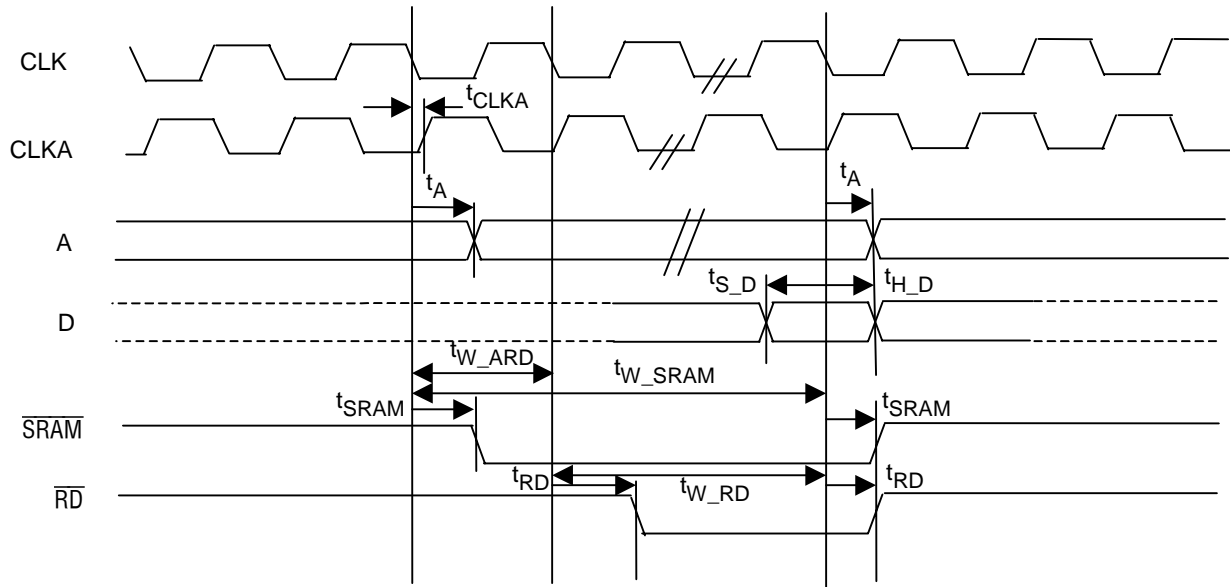 CLK
t_CLKA
CLKA
t_A t_A
A
t_S_D t_H_D
D
t_W_ARD t_W_SRAM
t_SRAM t_SRAM
SRAM
t_RD t_W_RD t_RD
RD